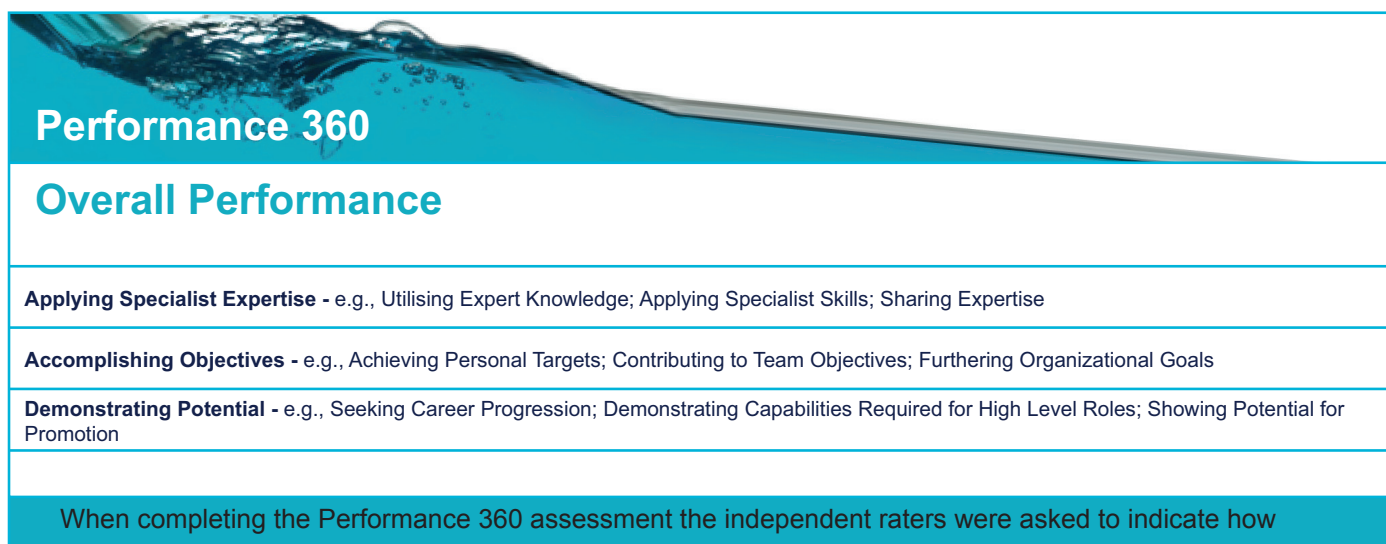 Performance 360
Overall Performance
Applying Specialist Expertise - e.g., Utilising Expert Knowledge; Applying Specialist Skills; Sharing Expertise
Accomplishing Objectives - e.g., Achieving Personal Targets; Contributing to Team Objectives; Furthering Organizational Goals
Demonstrating Potential - e.g., Seeking Career Progression; Demonstrating Capabilities Required for High Level Roles; Showing Potential for
Promotion
When completing the Performance 360 assessment the independent raters were asked to indicate how